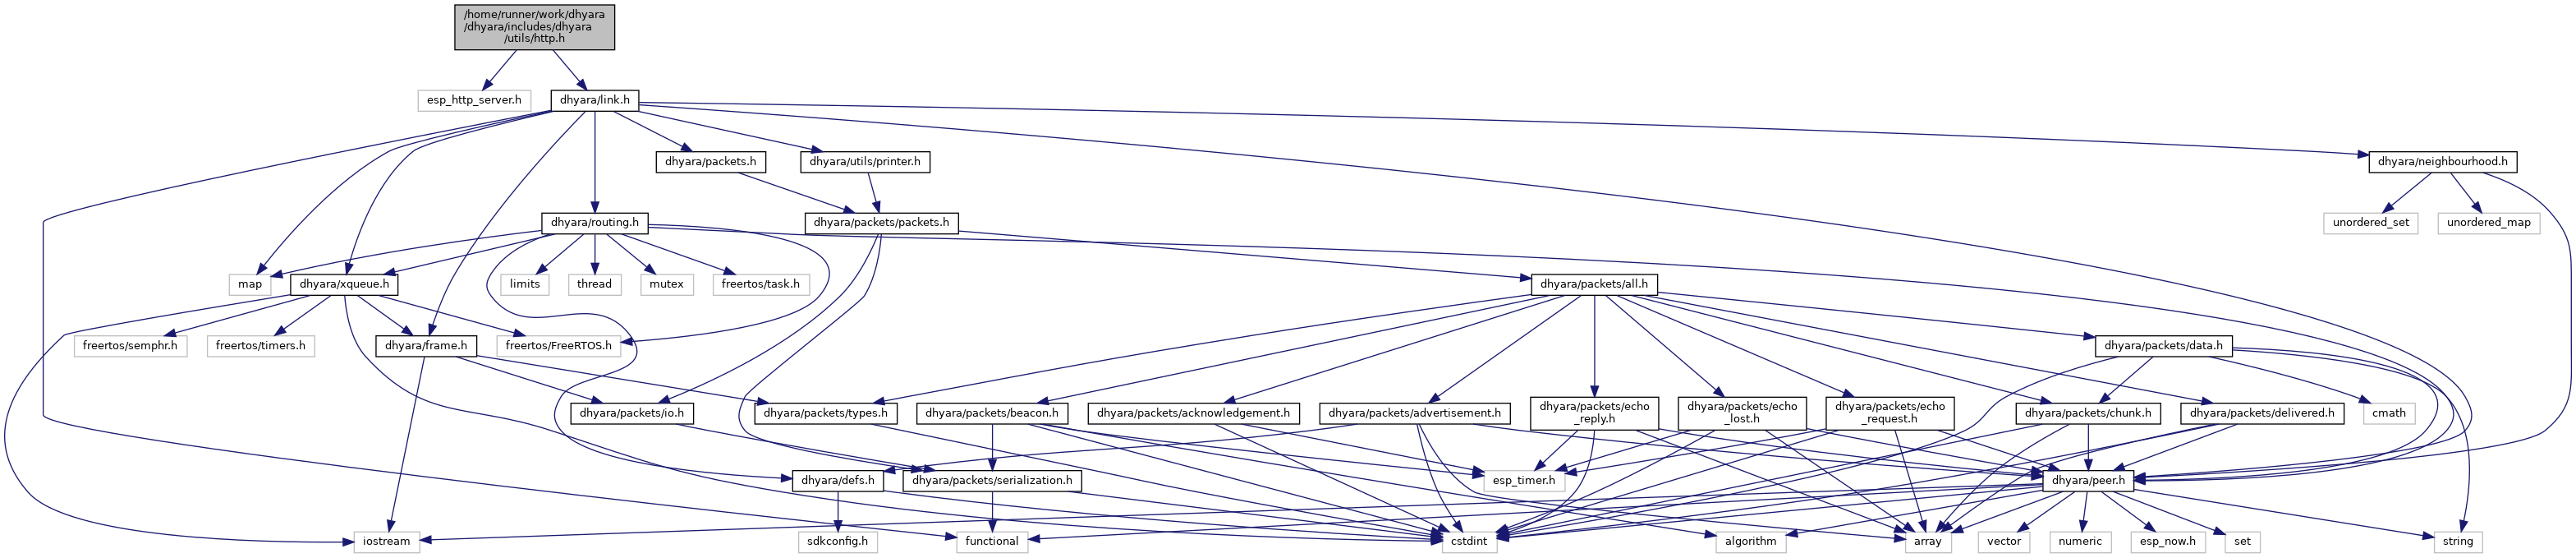 /home/runner/work/dhyara
/dhyara/includes/dhyara
/utils/http.h
esp_http_server.h
dhyara/link.h
dhyara/packets.h
dhyara/utils/printer.h
dhyara/neighbourhood.h
dhyara/routing.h
dhyara/packets/packets.h
unordered_set
unordered_map
map
dhyara/xqueue.h
limits
thread
mutex
freertos/task.h
dhyara/packets/all.h
freertos/semphr.h
freertos/timers.h
dhyara/frame.h
freertos/FreeRTOS.h
dhyara/packets/data.h
dhyara/packets/io.h
dhyara/packets/types.h
dhyara/packets/beacon.h
dhyara/packets/acknowledgement.h
dhyara/packets/advertisement.h
dhyara/packets/echo
_reply.h
dhyara/packets/echo
_lost.h
dhyara/packets/echo
_request.h
dhyara/packets/chunk.h
dhyara/packets/delivered.h
cmath
dhyara/defs.h
dhyara/packets/serialization.h
esp_timer.h
dhyara/peer.h
iostream
sdkconfig.h
functional
cstdint
algorithm
array
vector
numeric
esp_now.h
set
string